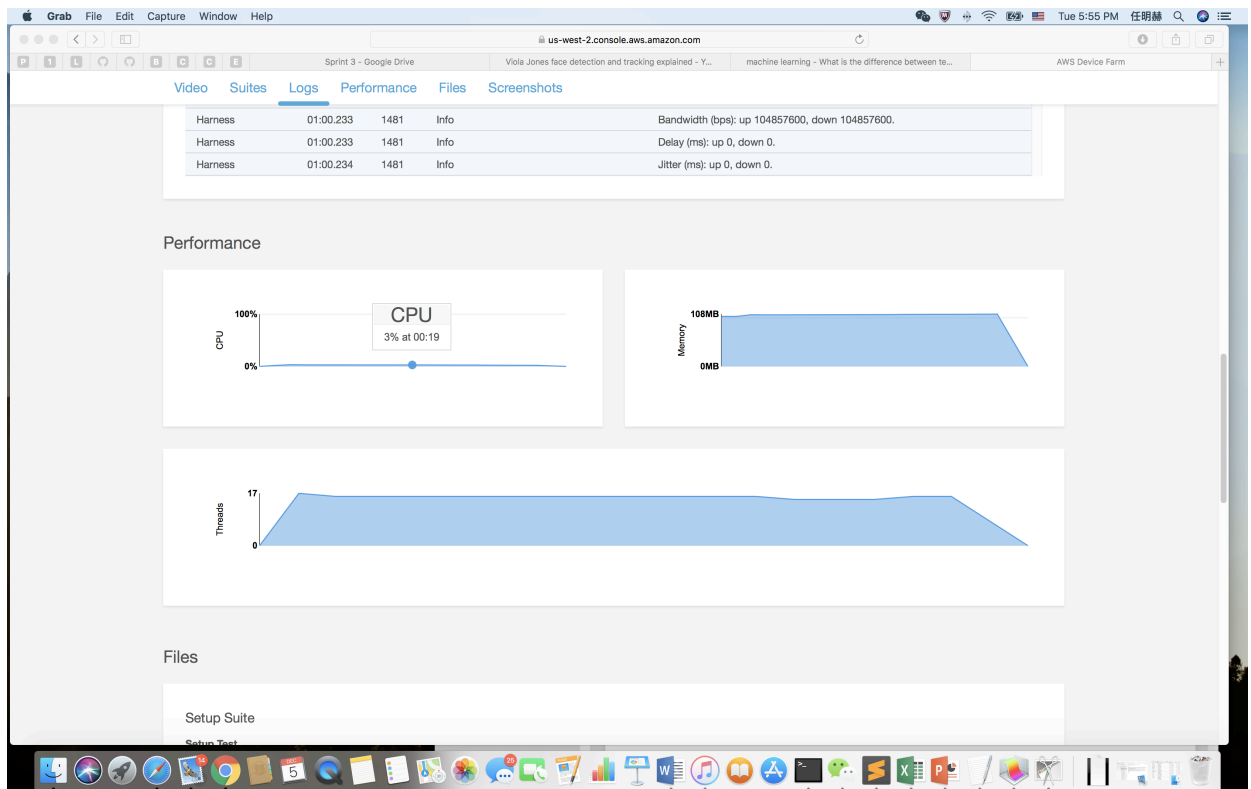 Grab File Edit Capture Window Help Tue 5:55 PM 任明赫
us-west-2.console.aws.amazon.com
P 1 L B C C E Sprint 3 - Google Drive Viola Jones face detection and tracking explained - Y... machine learning - What is the difference between te... AWS Device Farm
Video Suites Logs Performance Files Screenshots
Harness 01:00.233 1481 Info Bandwidth (bps): up 104857600, down 104857600.
Harness 01:00.233 1481 Info Delay (ms): up 0, down 0.
Harness 01:00.234 1481 Info Jitter (ms): up 0, down 0.
Performance
100%
CPU
0%
CPU
3% at 00:19
108MB
Memory
0MB
17
Threads
0
Files
Setup Suite
Setup Test
14
DEC
5
25